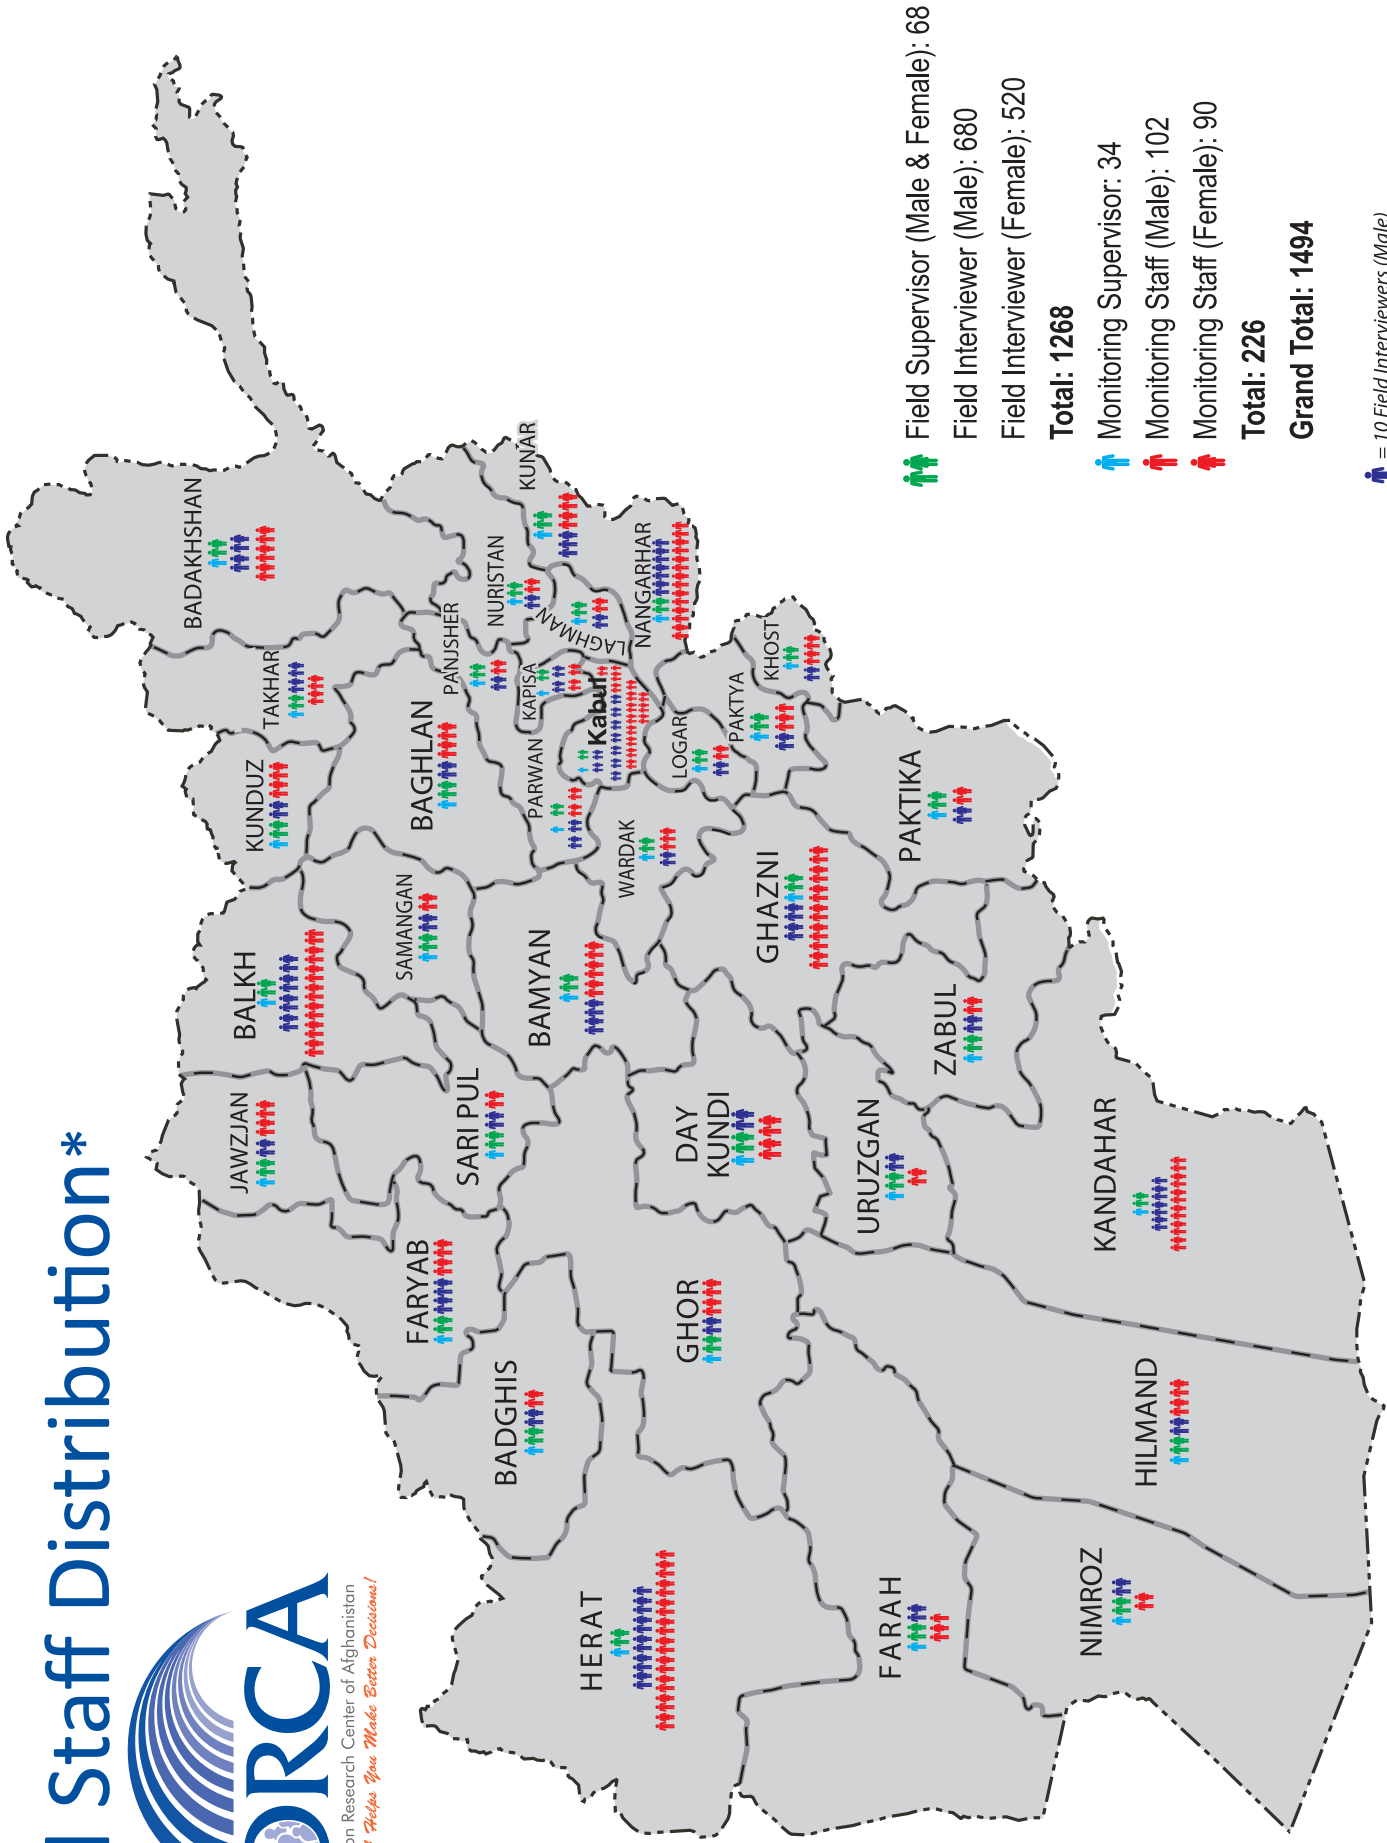 Staff Distribution*
ORCA
on Research Center of Afghanistan
Helps You Make Better Decisions!
BADAKHSHAN
TAKHAR
KUNDUZ
BALKH
JAWZJAN
FARYAB
SARI PUL
SAMANGAN
BAGHLAN
PANJSHER
NURISTAN
KUNAR
LAGHMAN
NANGARHAR
KAPISA
PARWAN
Kabul
BADGHIS
BAMYAN
WARDAK
LOGAR
PAKTYA
KHOST
HERAT
GHOR
DAY
KUNDI
GHAZNI
PAKTIKA
URUZGAN
ZABUL
FARAH
NIMROZ
HILMAND
KANDAHAR
Field Supervisor (Male & Female): 68
Field Interviewer (Male): 680
Field Interviewer (Female): 520
Total: 1268
Monitoring Supervisor: 34
Monitoring Staff (Male): 102
Monitoring Staff (Female): 90
Total: 226
Grand Total: 1494
= 10 Field Interviewers (Male)